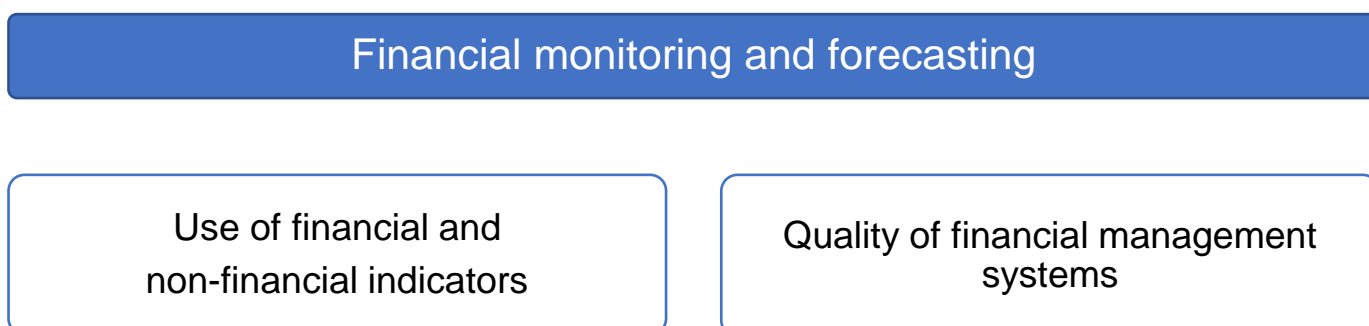 Financial monitoring and forecasting
Use of financial and
non-financial indicators
Quality of financial management
systems